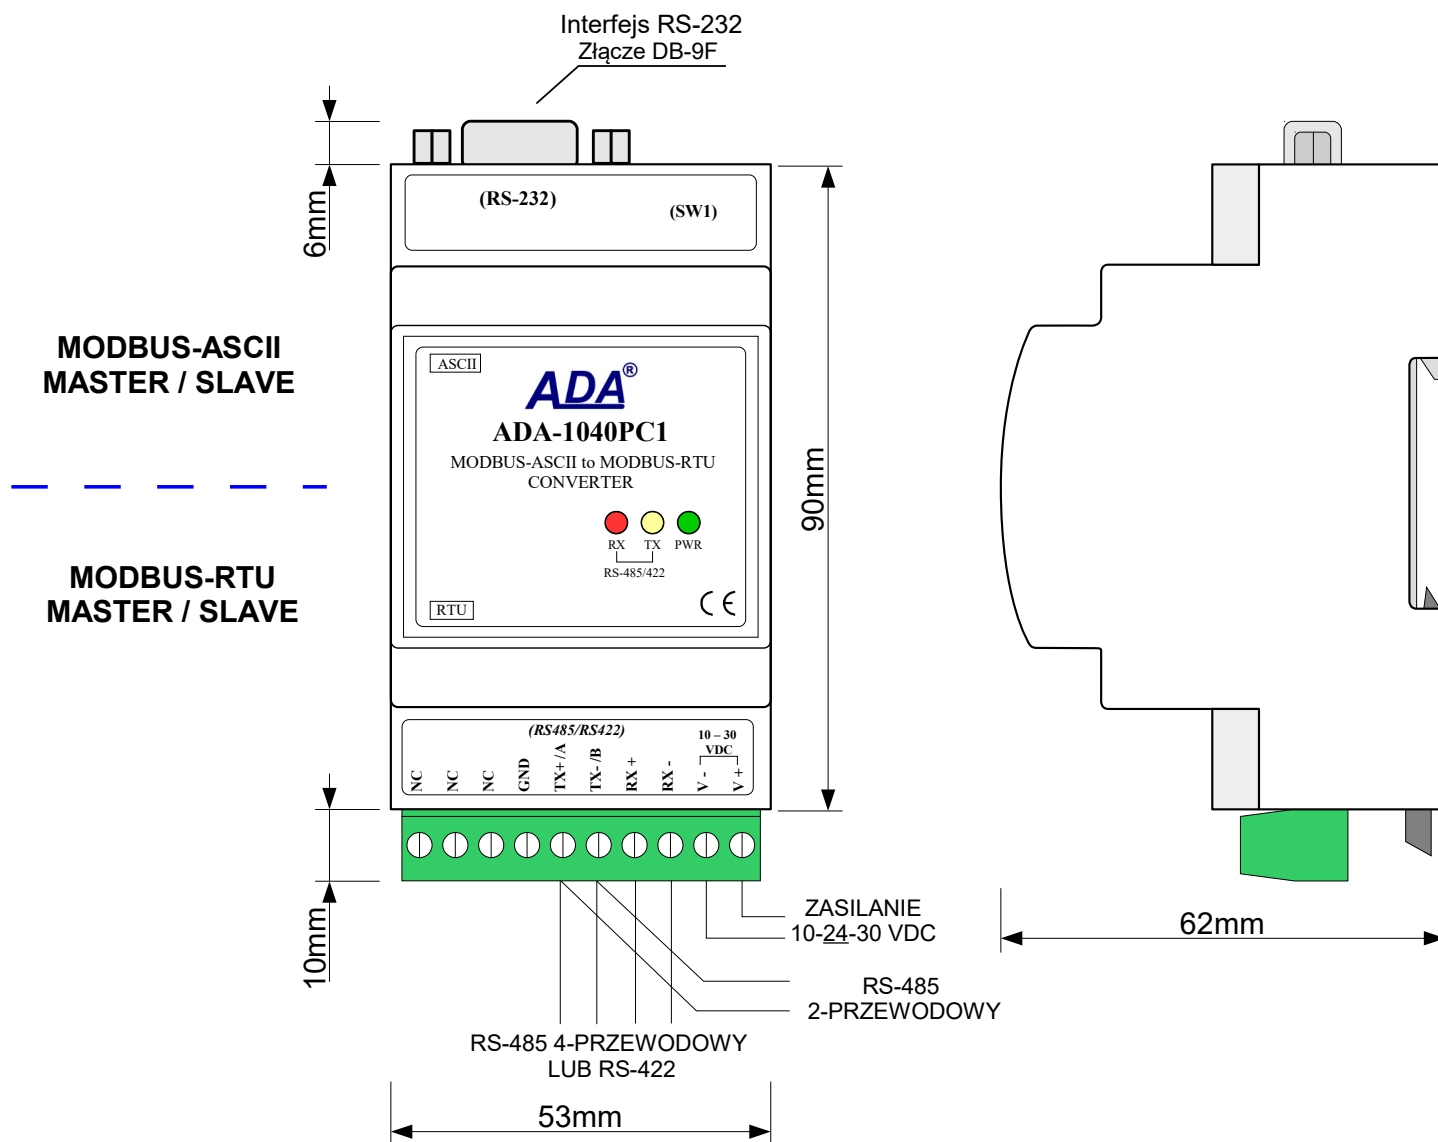 Interfejs RS-232
Złącze DB-9F
6mm
(RS-232)
(SW1)
MODBUS-ASCII
MASTER / SLAVE
ASCII
ADA®
ADA-1040PC1
MODBUS-ASCII to MODBUS-RTU
CONVERTER
RX TX PWR
RS-485/422
RTU
CE
MODBUS-RTU
MASTER / SLAVE
90mm
(RS485/RS422)
10 – 30
VDC
NC
NC
NC
GND
TX+ /A
TX- /B
RX +
RX -
V -
V +
10mm
ZASILANIE
10-24-30 VDC
RS-485
2-PRZEWODOWY
RS-485 4-PRZEWODOWY
LUB RS-422
53mm
62mm